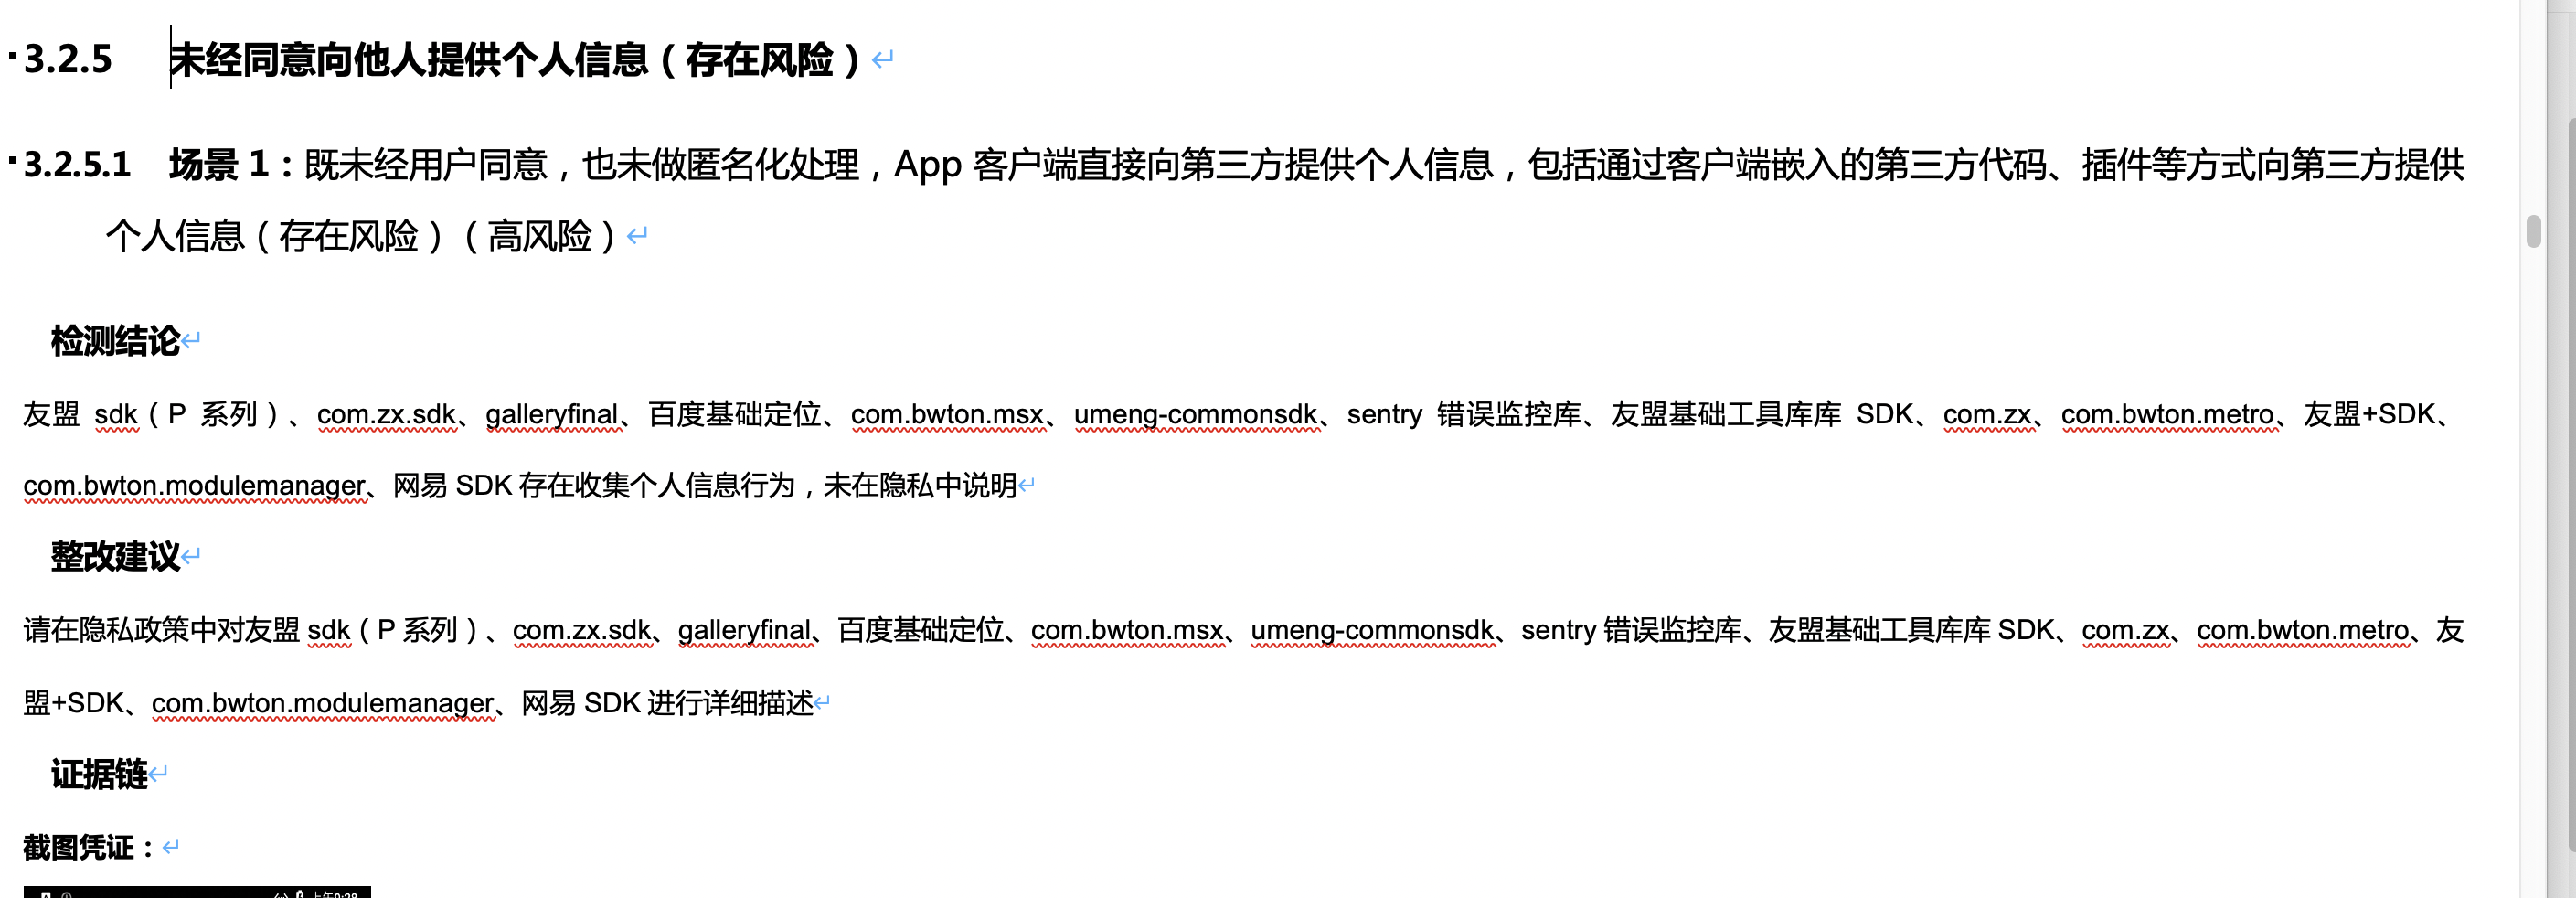 3.2.5 未经同意向他人提供个人信息（存在风险）
3.2.5.1 场景 1：既未经用户同意，也未做匿名化处理，App 客户端直接向第三方提供个人信息，包括通过客户端嵌入的第三方代码、插件等方式向第三方提供
个人信息（存在风险）（高风险）
检测结论
友盟 sdk（P 系列）、com.zx.sdk、galleryfinal、百度基础定位、com.bwton.msx、umeng-commonsdk、sentry 错误监控库、友盟基础工具库库 SDK、com.zx、com.bwton.metro、友盟+SDK、
com.bwton.modulemanager、网易 SDK 存在收集个人信息行为，未在隐私中说明
整改建议
请在隐私政策中对友盟 sdk（P 系列）、com.zx.sdk、galleryfinal、百度基础定位、com.bwton.msx、umeng-commonsdk、sentry 错误监控库、友盟基础工具库库 SDK、com.zx、com.bwton.metro、友
盟+SDK、com.bwton.modulemanager、网易 SDK 进行详细描述
证据链
截图凭证：